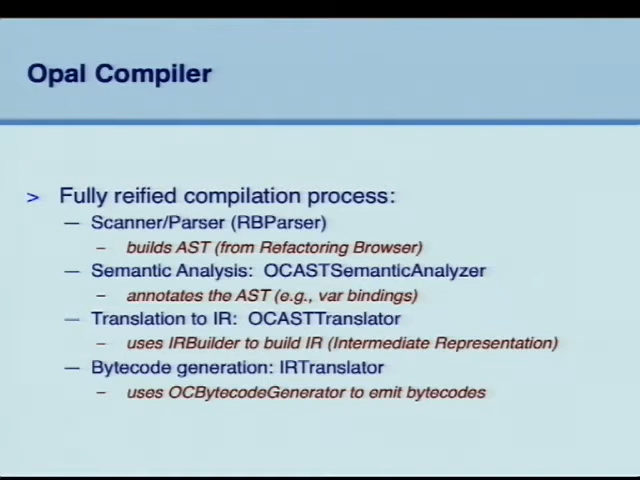 Opal Compiler
> Fully reified compilation process:
— Scanner/Parser (RBParser)
– builds AST (from Refactoring Browser)
— Semantic Analysis: OCASTSemanticAnalyzer
– annotates the AST (e.g., var bindings)
— Translation to IR: OCASTTranslator
– uses IRBuilder to build IR (Intermediate Representation)
— Bytecode generation: IRTranslator
– uses OCBytecodeGenerator to emit bytecodes